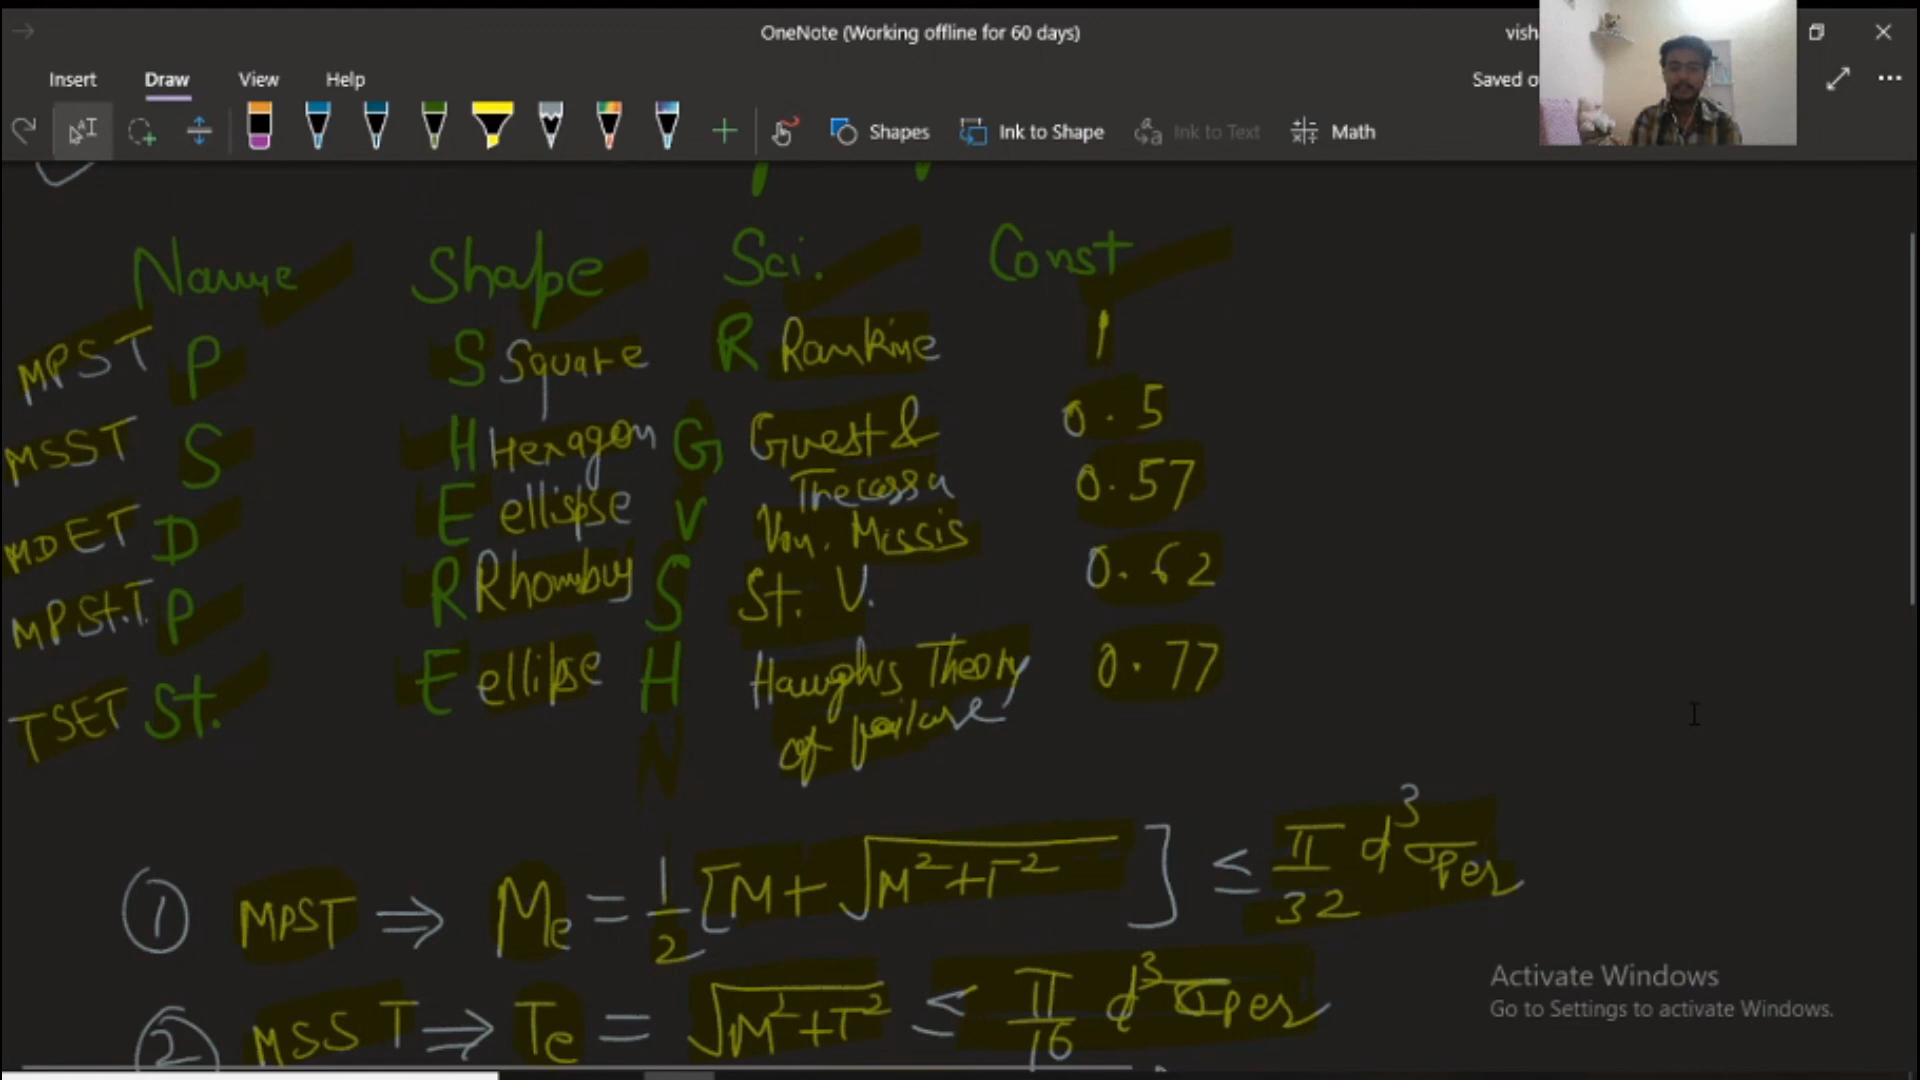 OneNote (Working offline for 60 days)
vish
Insert Draw View Help
Saved o
Shapes Ink to Shape Ink to Text Math
Name Shape Sci. Const
MPST P S Square R Rankine 1
MSST S H Hexagon G Guest & Trecassa 0.5
MDET D E ellispse V Von. Missis 0.57
MPSt.T P R Rhombus S St. V. 0.62
TSET St. E ellipse H Haughs Theory of failure 0.77
N
① MPST ⇒ Me = 1/2 [M + √M²+T² ] ≤ π/32 d³ σper
② MSST ⇒ Te = √M²+T² ≤ π/16 d³ σper
Activate Windows
Go to Settings to activate Windows.